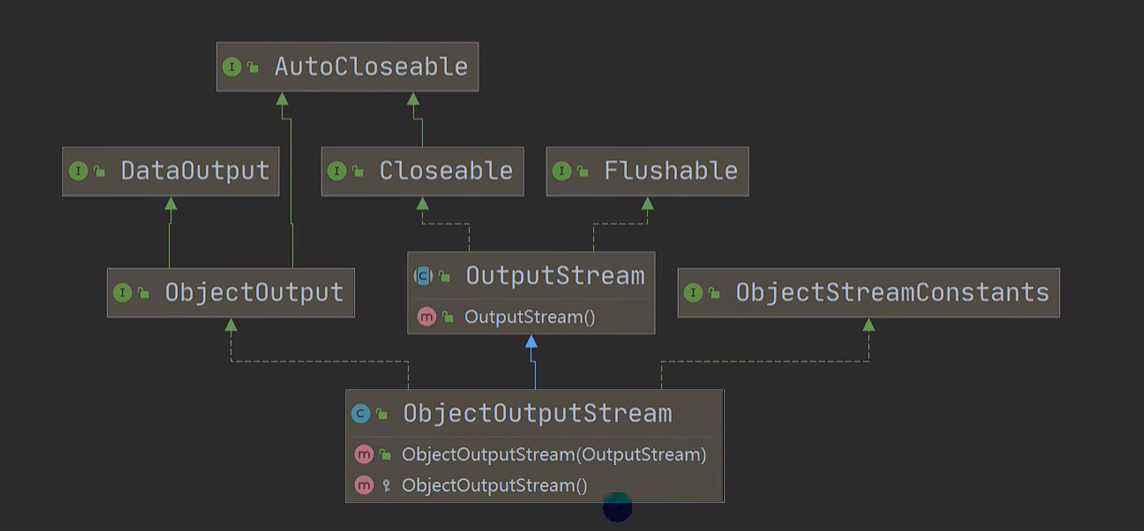 AutoCloseable
DataOutput
Closeable
Flushable
ObjectOutput
OutputStream
OutputStream()
ObjectStreamConstants
ObjectOutputStream
ObjectOutputStream(OutputStream)
ObjectOutputStream()